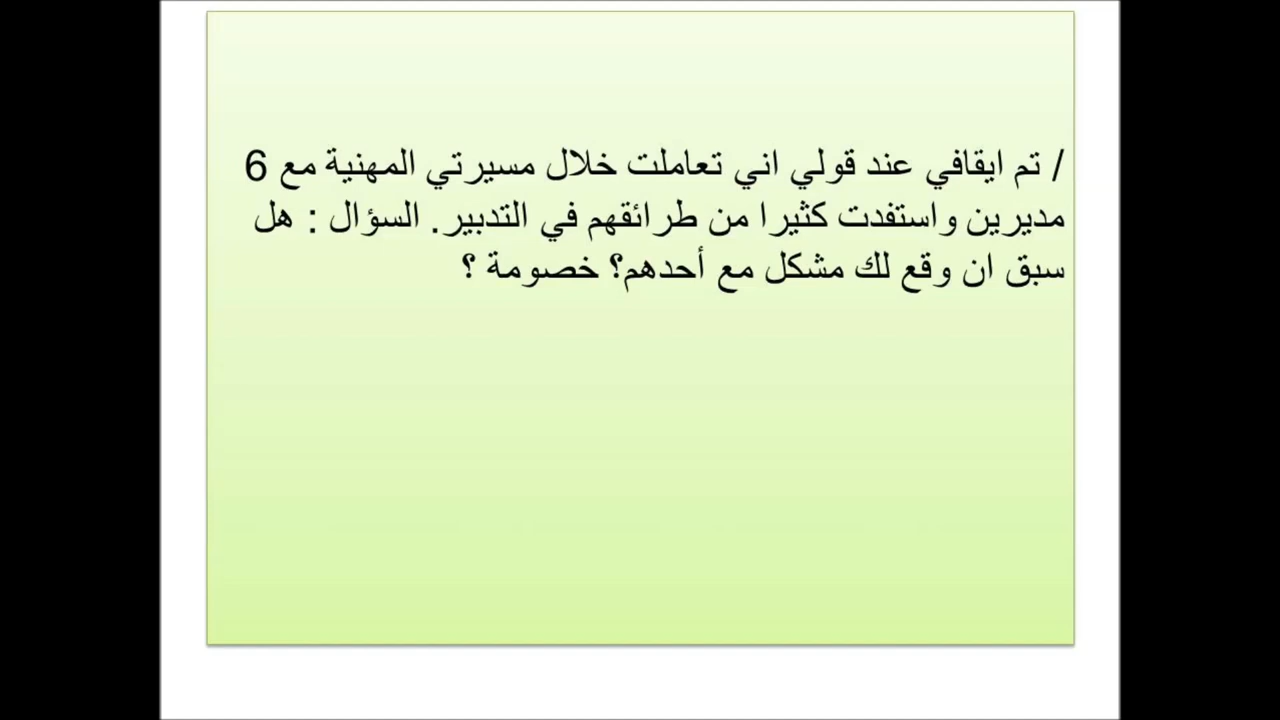 / تم ايقافي عند قولي اني تعاملت خلال مسيرتي المهنية مع 6
مديرين واستفدت كثيرا من طرائقهم في التدبير. السؤال : هل
سبق ان وقع لك مشكل مع أحدهم؟ خصومة ؟